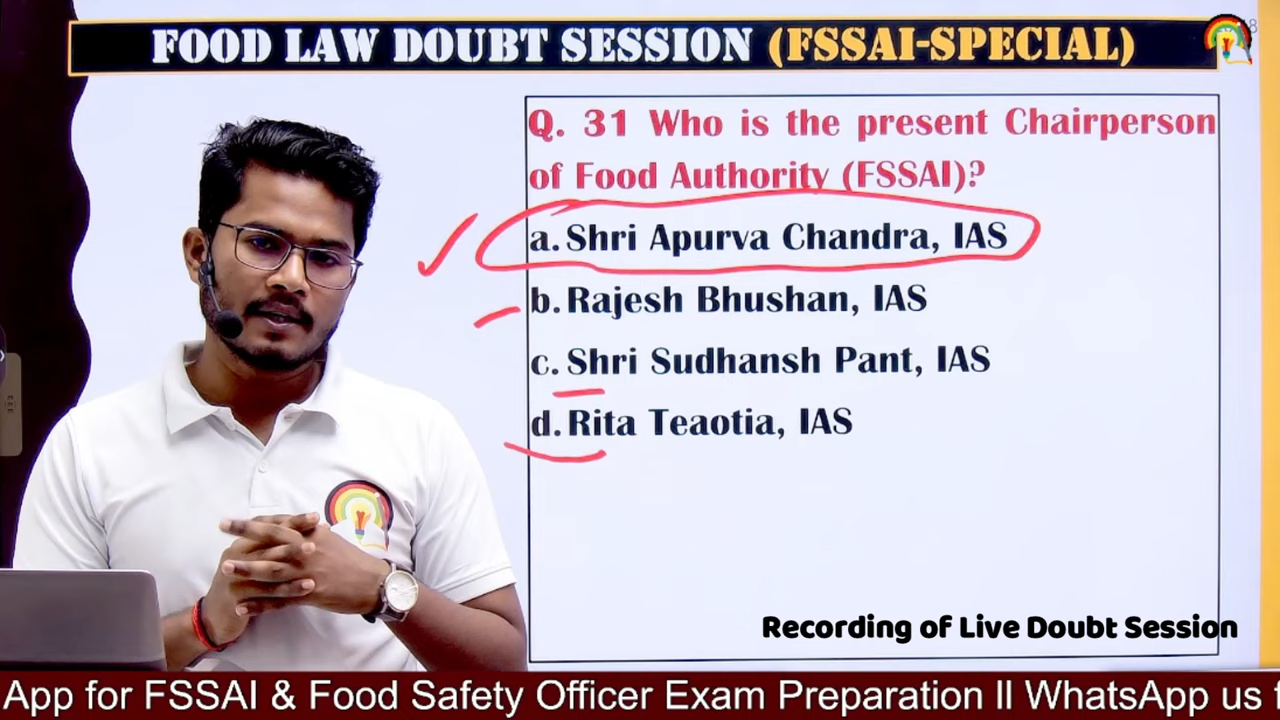 FOOD LAW DOUBT SESSION (FSSAI-SPECIAL)
Q. 31 Who is the present Chairperson
of Food Authority (FSSAI)?
a. Shri Apurva Chandra, IAS
b. Rajesh Bhushan, IAS
c. Shri Sudhansh Pant, IAS
d. Rita Teaotia, IAS
Recording of Live Doubt Session
App for FSSAI & Food Safety Officer Exam Preparation ll WhatsApp us